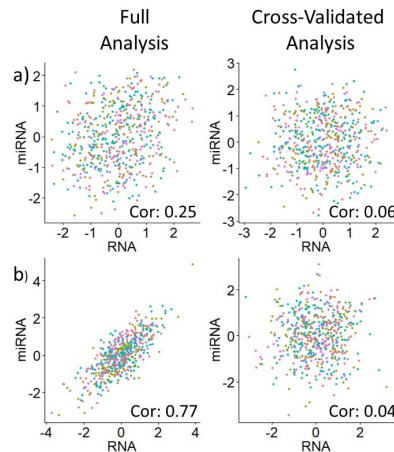 Full Analysis
Cross-Validated Analysis
a)
miRNA
2
1
0
-1
-2
-2 -1 0 1 2
RNA
Cor: 0.25
miRNA
3
2
1
0
-1
-2
-3
-3 -2 -1 0 1 2
RNA
Cor: 0.06
b)
miRNA
4
2
0
-2
-4 -2 0 2 4
RNA
Cor: 0.77
miRNA
2
0
-2
-2 0 2
RNA
Cor: 0.04